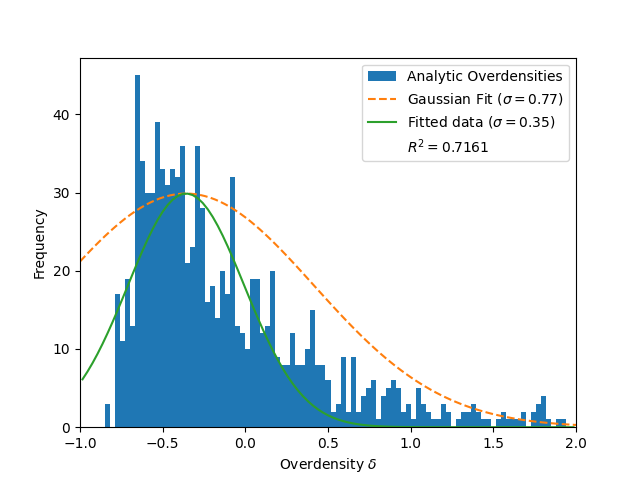 Analytic Overdensities
Gaussian Fit (σ = 0.77)
Fitted data (σ = 0.35)
R² = 0.7161
Frequency
40
30
20
10
0
−1.0 −0.5 0.0 0.5 1.0 1.5 2.0
Overdensity δ